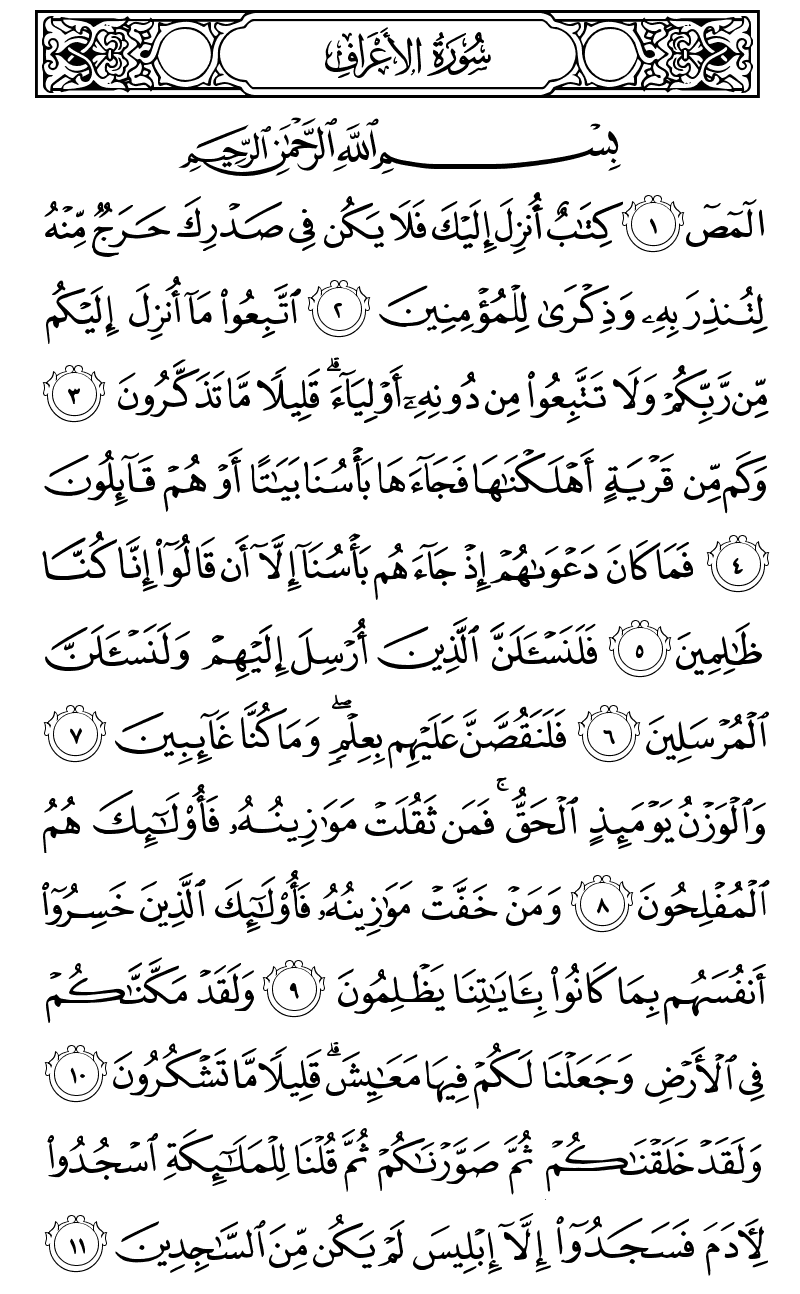 سُورَةُ الأَعْرَافِ
بِسْمِ ٱللَّهِ ٱلرَّحْمَٰنِ ٱلرَّحِيمِ
الٓمٓصٓ ١ كِتَٰبٌ أُنزِلَ إِلَيْكَ فَلَا يَكُن فِي صَدْرِكَ حَرَجٌ مِّنْهُ
لِتُنذِرَ بِهِۦ وَذِكْرَىٰ لِلْمُؤْمِنِينَ ٢ ٱتَّبِعُوا۟ مَآ أُنزِلَ إِلَيْكُم
مِّن رَّبِّكُمْ وَلَا تَتَّبِعُوا۟ مِن دُونِهِۦٓ أَوْلِيَآءَ ۗ قَلِيلًا مَّا تَذَكَّرُونَ ٣
وَكَم مِّن قَرْيَةٍ أَهْلَكْنَٰهَا فَجَآءَهَا بَأْسُنَا بَيَٰتًا أَوْ هُمْ قَآئِلُونَ
٤ فَمَا كَانَ دَعْوَىٰهُمْ إِذْ جَآءَهُم بَأْسُنَآ إِلَّآ أَن قَالُوٓا۟ إِنَّا كُنَّا
ظَٰلِمِينَ ٥ فَلَنَسْـَٔلَنَّ ٱلَّذِينَ أُرْسِلَ إِلَيْهِمْ وَلَنَسْـَٔلَنَّ
ٱلْمُرْسَلِينَ ٦ فَلَنَقُصَّنَّ عَلَيْهِم بِعِلْمٍ ۖ وَمَا كُنَّا غَآئِبِينَ ٧
وَٱلْوَزْنُ يَوْمَئِذٍ ٱلْحَقُّ ۚ فَمَن ثَقُلَتْ مَوَٰزِينُهُۥ فَأُو۟لَٰٓئِكَ هُمُ
ٱلْمُفْلِحُونَ ٨ وَمَنْ خَفَّتْ مَوَٰزِينُهُۥ فَأُو۟لَٰٓئِكَ ٱلَّذِينَ خَسِرُوٓا۟
أَنفُسَهُم بِمَا كَانُوا۟ بِـَٔايَٰتِنَا يَظْلِمُونَ ٩ وَلَقَدْ مَكَّنَّٰكُمْ
فِي ٱلْأَرْضِ وَجَعَلْنَا لَكُمْ فِيهَا مَعَٰيِشَ ۗ قَلِيلًا مَّا تَشْكُرُونَ ١٠
وَلَقَدْ خَلَقْنَٰكُمْ ثُمَّ صَوَّرْنَٰكُمْ ثُمَّ قُلْنَا لِلْمَلَٰٓئِكَةِ ٱسْجُدُوا۟
لِـَٔادَمَ فَسَجَدُوٓا۟ إِلَّآ إِبْلِيسَ لَمْ يَكُن مِّنَ ٱلسَّٰجِدِينَ ١١